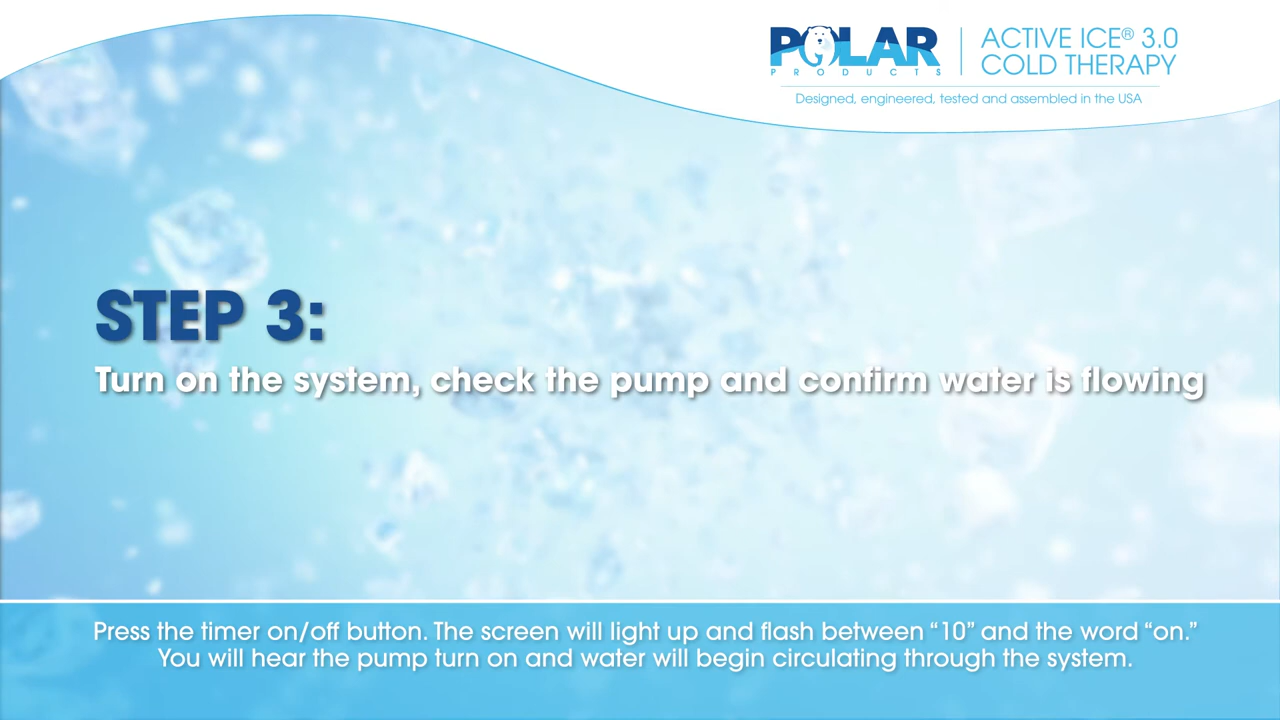 POLAR
PRODUCTS
ACTIVE ICE® 3.0
COLD THERAPY
Designed, engineered, tested and assembled in the USA
STEP 3:
Turn on the system, check the pump and confirm water is flowing
Press the timer on/off button. The screen will light up and flash between “10” and the word “on.”
You will hear the pump turn on and water will begin circulating through the system.